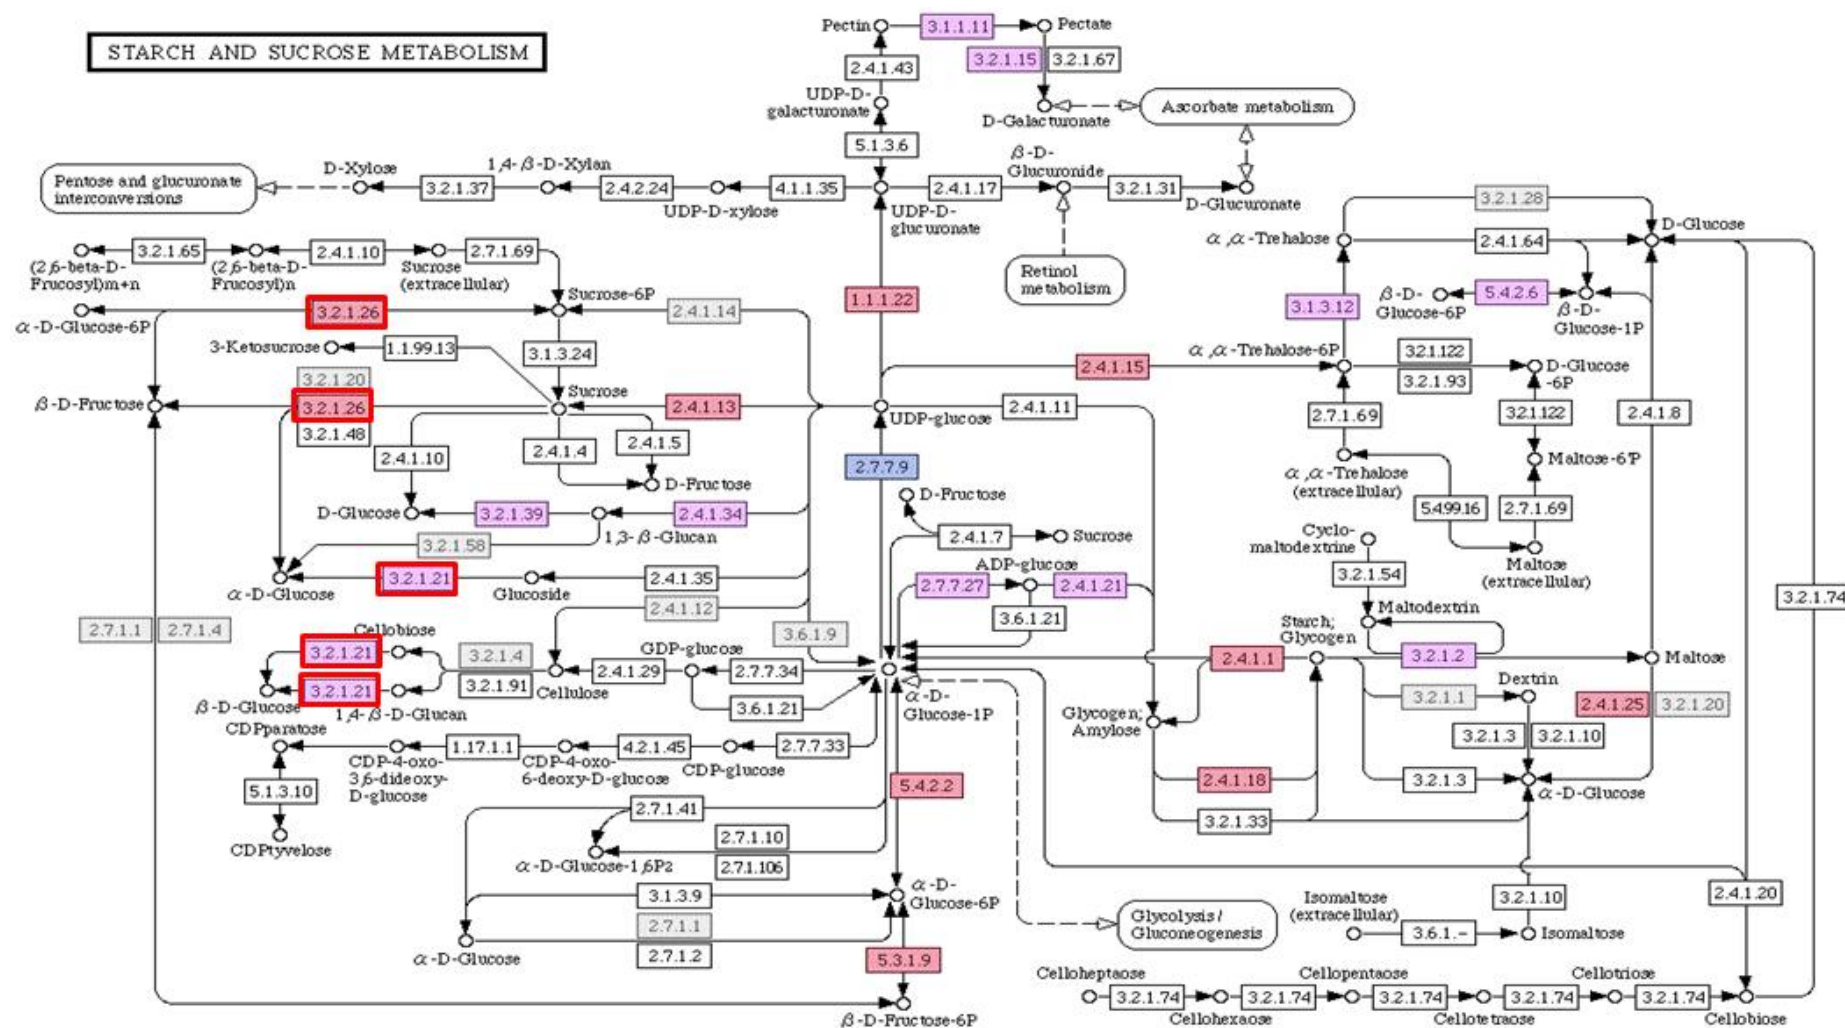 STARCH AND SUCROSE METABOLISM
Pectin
3.1.1.11
Pectate
2.4.1.43
3.2.1.15
3.2.1.67
UDP-D-
galacturonate
D-Galacturonate
Ascorbate metabolism
5.1.3.6
Pentose and glucuronate
interconversions
D-Xylose
3.2.1.37
1,4-β-D-Xylan
2.4.2.24
UDP-D-xylose
4.1.1.35
UDP-D-
glucuronate
2.4.1.17
β-D-
Glucuronide
3.2.1.31
D-Glucuronate
Retinol
metabolism
3.2.1.28
α,α-Trehalose
2.4.1.64
D-Glucose
(2,6-beta-D-
Frucosyl)m+n
3.2.1.65
(2,6-beta-D-
Frucosyl)n
2.4.1.10
Sucrose
(extracellular)
2.7.1.69
Sucrose-6P
α-D-Glucose-6P
3.2.1.26
2.4.1.14
1.1.1.22
3.1.3.12
β-D-
Glucose-6P
5.4.2.6
β-D-
Glucose-1P
3-Ketosucrose
1.1.99.13
3.1.3.24
3.2.1.20
β-D-Fructose
3.2.1.26
3.2.1.48
Sucrose
2.4.1.13
UDP-glucose
2.4.1.11
2.4.1.15
α,α-Trehalose-6P
3.2.1.122
3.2.1.93
D-Glucose
-6P
2.7.1.69
3.2.1.122
2.4.1.8
2.4.1.10
2.4.1.4
2.4.1.5
D-Fructose
2.7.7.9
α,α-Trehalose
(extracellular)
Maltose-6'P
5.4.99.16
2.7.1.69
Maltose
(extracellular)
D-Glucose
3.2.1.39
1,3-β-Glucan
2.4.1.34
3.2.1.58
D-Fructose
2.4.1.7
Sucrose
Cyclo-
maltodextrine
3.2.1.54
Maltodextrin
α-D-Glucose
3.2.1.21
Glucoside
2.4.1.35
2.4.1.12
2.7.7.27
ADP-glucose
2.4.1.21
3.6.1.21
3.2.1.74
2.7.1.1
2.7.1.4
Cellobiose
3.2.1.21
3.2.1.21
β-D-Glucose
1,4-β-D-Glucan
3.2.1.4
3.2.1.91
Cellulose
2.4.1.29
GDP-glucose
2.7.7.34
3.6.1.21
3.6.1.9
α-D-
Glucose-1P
2.4.1.1
Starch;
Glycogen
3.2.1.2
Maltose
3.2.1.1
Dextrin
2.4.1.25
3.2.1.20
Glycogen;
Amylose
3.2.1.3
3.2.1.10
3.2.1.3
α-D-Glucose
2.4.1.18
3.2.1.33
CDPparatose
1.17.1.1
4.2.1.45
2.7.7.33
CDP-4-oxo-
3,6-dideoxy-
D-glucose
CDP-4-oxo-
6-deoxy-D-glucose
CDP-glucose
5.1.3.10
CDPtyvelose
5.4.2.2
2.7.1.41
2.7.1.10
2.7.1.106
α-D-Glucose-1,6P2
3.1.3.9
2.7.1.1
2.7.1.2
α-D-Glucose
α-D-
Glucose-6P
5.3.1.9
β-D-Fructose-6P
Glycolysis /
Gluconeogenesis
Isomaltose
(extracellular)
3.6.1.-
Isomaltose
3.2.1.10
2.4.1.20
Celloheptaose
3.2.1.74
Cellohexaose
3.2.1.74
Cellopentaose
3.2.1.74
Cellotetraose
3.2.1.74
Cellotriose
3.2.1.74
Cellobiose